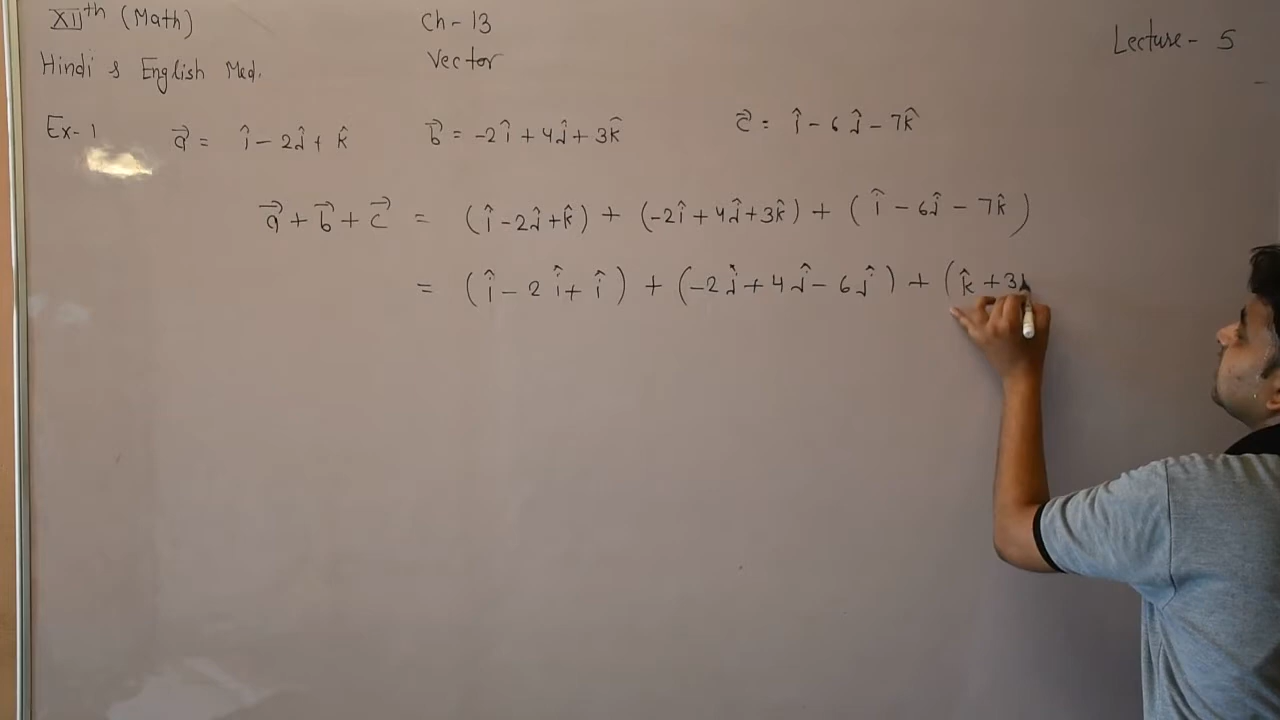 XIIth (Math) Ch - 13 Lecture - 5
Hindi & English Med. Vector
Ex- 1 a⃗ = î - 2ĵ + k̂ b⃗ = -2î + 4ĵ + 3k̂ c⃗ = î - 6ĵ - 7k̂
a⃗ + b⃗ + c⃗ = (î - 2ĵ + k̂) + (-2î + 4ĵ + 3k̂) + (î - 6ĵ - 7k̂)
= (î - 2î + î) + (-2ĵ + 4ĵ - 6ĵ) + (k̂ + 3